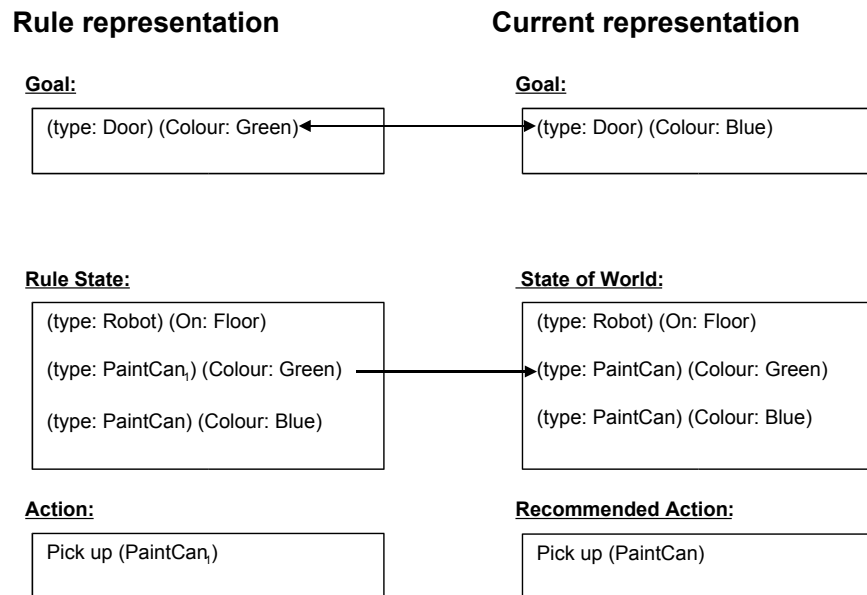 Rule representation
Current representation
Goal:
(type: Door) (Colour: Green)
Goal:
(type: Door) (Colour: Blue)
Rule State:
(type: Robot) (On: Floor)
(type: PaintCan₁) (Colour: Green)
(type: PaintCan) (Colour: Blue)
State of World:
(type: Robot) (On: Floor)
(type: PaintCan) (Colour: Green)
(type: PaintCan) (Colour: Blue)
Action:
Pick up (PaintCan₁)
Recommended Action:
Pick up (PaintCan)